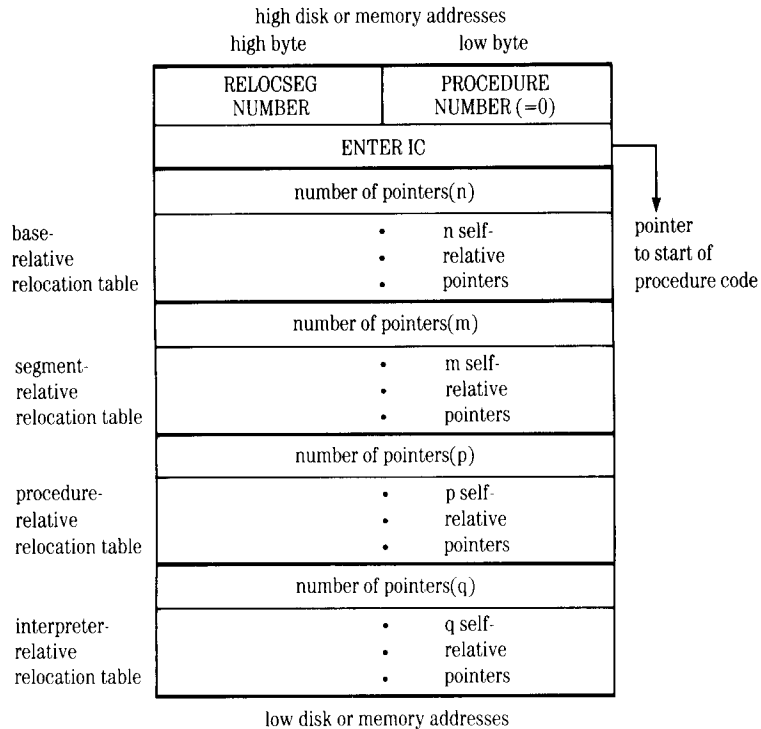 high disk or memory addresses
high byte low byte
RELOCSEG NUMBER
PROCEDURE NUMBER (=0)
ENTER IC
number of pointers(n)
base-
relative
relocation table
• n self-
• relative
• pointers
pointer
to start of
procedure code
number of pointers(m)
segment-
relative
relocation table
• m self-
• relative
• pointers
number of pointers(p)
procedure-
relative
relocation table
• p self-
• relative
• pointers
number of pointers(q)
interpreter-
relative
relocation table
• q self-
• relative
• pointers
low disk or memory addresses